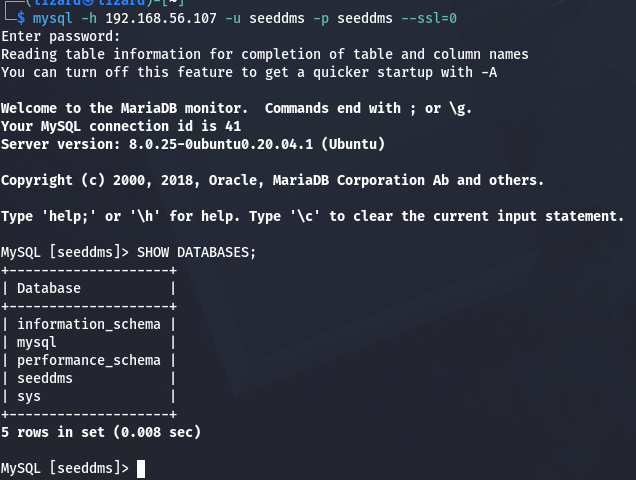 (lizard㉿lizard)-[~]
$ mysql -h 192.168.56.107 -u seeddms -p seeddms --ssl=0
Enter password:
Reading table information for completion of table and column names
You can turn off this feature to get a quicker startup with -A
Welcome to the MariaDB monitor.  Commands end with ; or \g.
Your MySQL connection id is 41
Server version: 8.0.25-0ubuntu0.20.04.1 (Ubuntu)
Copyright (c) 2000, 2018, Oracle, MariaDB Corporation Ab and others.
Type 'help;' or '\h' for help. Type '\c' to clear the current input statement.
MySQL [seeddms]> SHOW DATABASES;
+--------------------+
| Database           |
+--------------------+
| information_schema |
| mysql              |
| performance_schema |
| seeddms            |
| sys                |
+--------------------+
5 rows in set (0.008 sec)
MySQL [seeddms]>